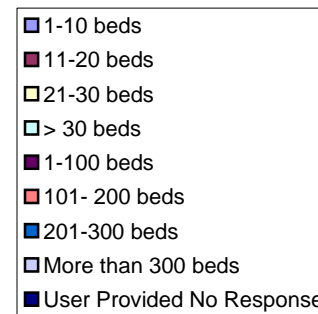 1-10 beds
11-20 beds
21-30 beds
> 30 beds
1-100 beds
101- 200 beds
201-300 beds
More than 300 beds
User Provided No Response